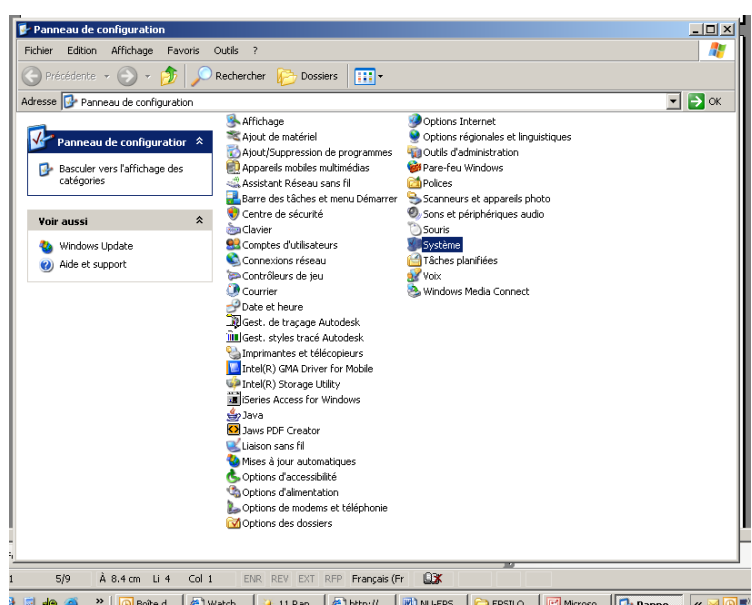 Panneau de configuration
Fichier Edition Affichage Favoris Outils ?
Précédente Rechercher Dossiers
Adresse Panneau de configuration OK
Panneau de configuration
Basculer vers l'affichage des
catégories
Voir aussi
Windows Update
Aide et support
Affichage
Ajout de matériel
Ajout/Suppression de programmes
Appareils mobiles multimédias
Assistant Réseau sans fil
Barre des tâches et menu Démarrer
Centre de sécurité
Clavier
Comptes d'utilisateurs
Connexions réseau
Contrôleurs de jeu
Courrier
Date et heure
Gest. de traçage Autodesk
Gest. styles tracé Autodesk
Imprimantes et télécopieurs
Intel(R) GMA Driver for Mobile
Intel(R) Storage Utility
iSeries Access for Windows
Java
Jaws PDF Creator
Liaison sans fil
Mises à jour automatiques
Options d'accessibilité
Options d'alimentation
Options de modems et téléphonie
Options des dossiers
Options Internet
Options régionales et linguistiques
Outils d'administration
Pare-feu Windows
Polices
Scanneurs et appareils photo
Sons et périphériques audio
Souris
Système
Tâches planifiées
Voix
Windows Media Connect
1 5/9 À 8.4 cm Li 4 Col 1 ENR REV EXT RFP Français (Fr
» Boîte d Watch 11 Rap http:// NU-EPS EPSILO Microso Panne «